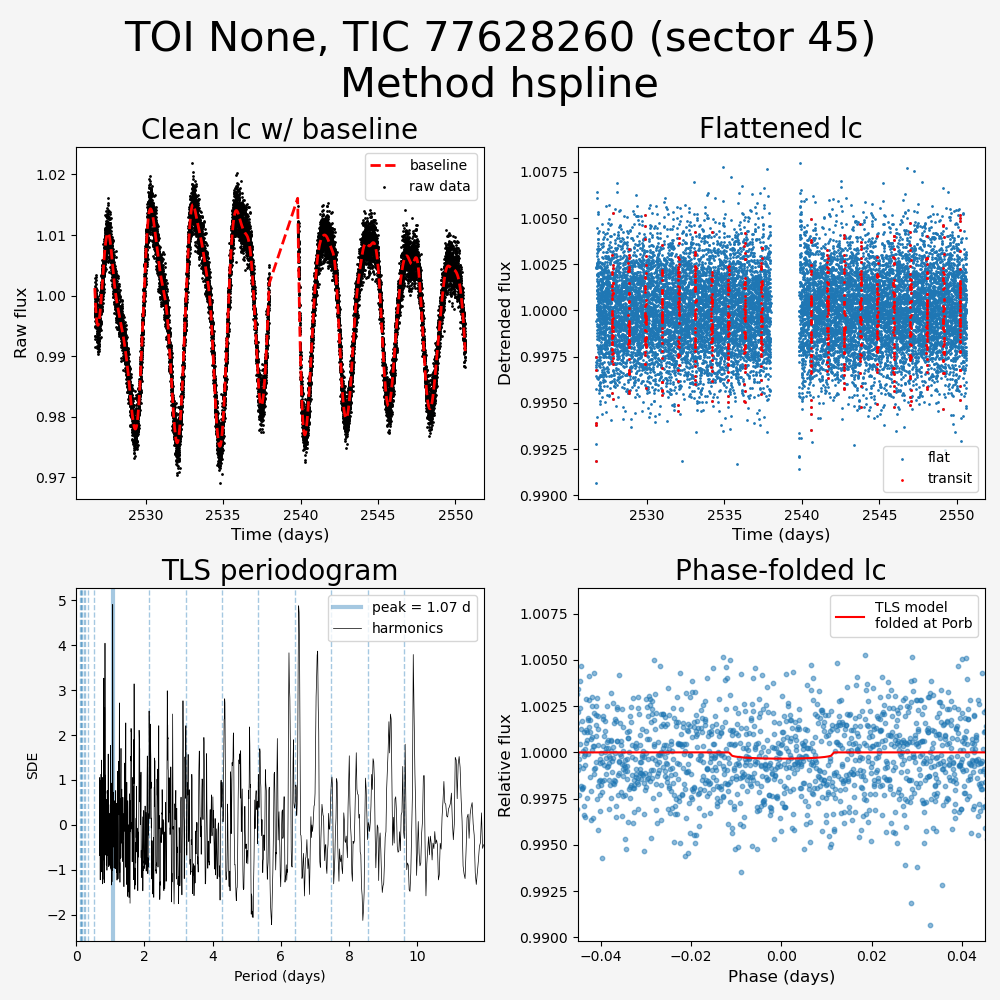 TOI None, TIC 77628260 (sector 45)
Method hspline
Clean lc w/ baseline
1.02
1.01
1.00
0.99
0.98
0.97
Raw flux
baseline
raw data
2530
2535
2540
2545
2550
Time (days)
Flattened lc
1.0075
1.0050
1.0025
1.0000
0.9975
0.9950
0.9925
0.9900
Detrended flux
flat
transit
2530
2535
2540
2545
2550
Time (days)
TLS periodogram
5
4
3
2
1
0
−1
−2
SDE
peak = 1.07 d
harmonics
0
2
4
6
8
10
Period (days)
Phase-folded lc
1.0075
1.0050
1.0025
1.0000
0.9975
0.9950
0.9925
0.9900
Relative flux
TLS model
folded at Porb
−0.04
−0.02
0.00
0.02
0.04
Phase (days)